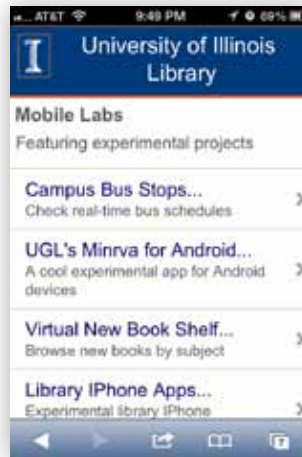 AT&T 9:49 PM 69%
University of Illinois
Library
Mobile Labs
Featuring experimental projects
Campus Bus Stops...
Check real-time bus schedules
UGL's Minrva for Android...
A cool experimental app for Android
devices
Virtual New Book Shelf...
Browse new books by subject
Library IPhone Apps...
Experimental library IPhone